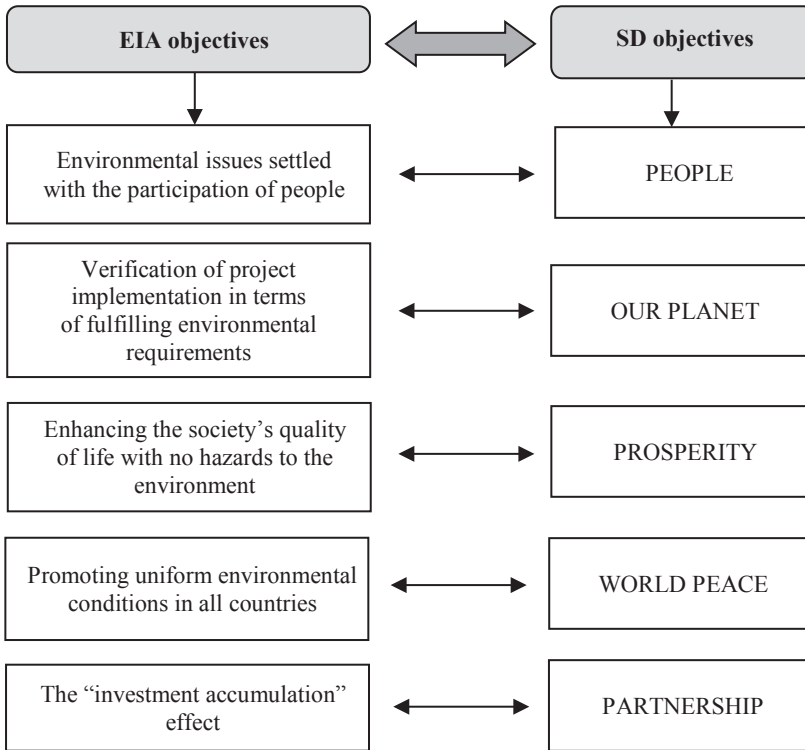 EIA objectives
SD objectives
Environmental issues settled
with the participation of people
PEOPLE
Verification of project
implementation in terms
of fulfilling environmental
requirements
OUR PLANET
Enhancing the society’s quality
of life with no hazards to the
environment
PROSPERITY
Promoting uniform environmental
conditions in all countries
WORLD PEACE
The “investment accumulation”
effect
PARTNERSHIP